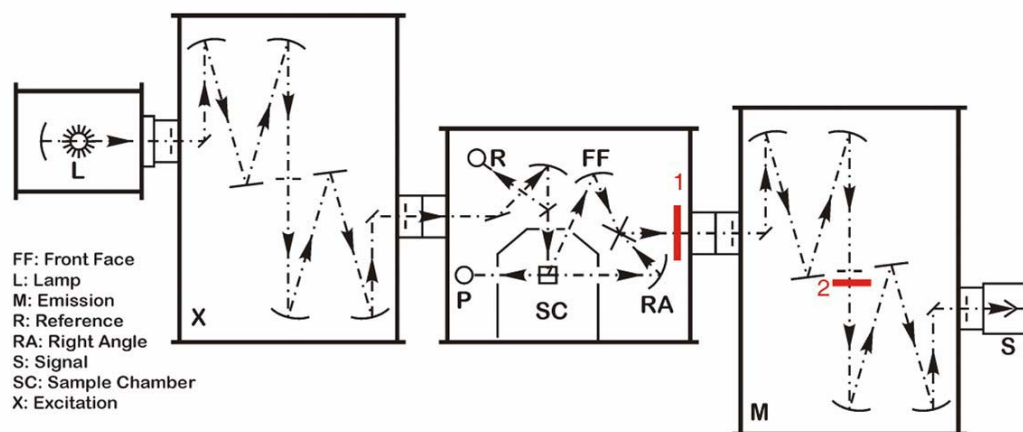 L
X
R
FF
1
P
SC
RA
2
M
S
FF: Front Face
L: Lamp
M: Emission
R: Reference
RA: Right Angle
S: Signal
SC: Sample Chamber
X: Excitation